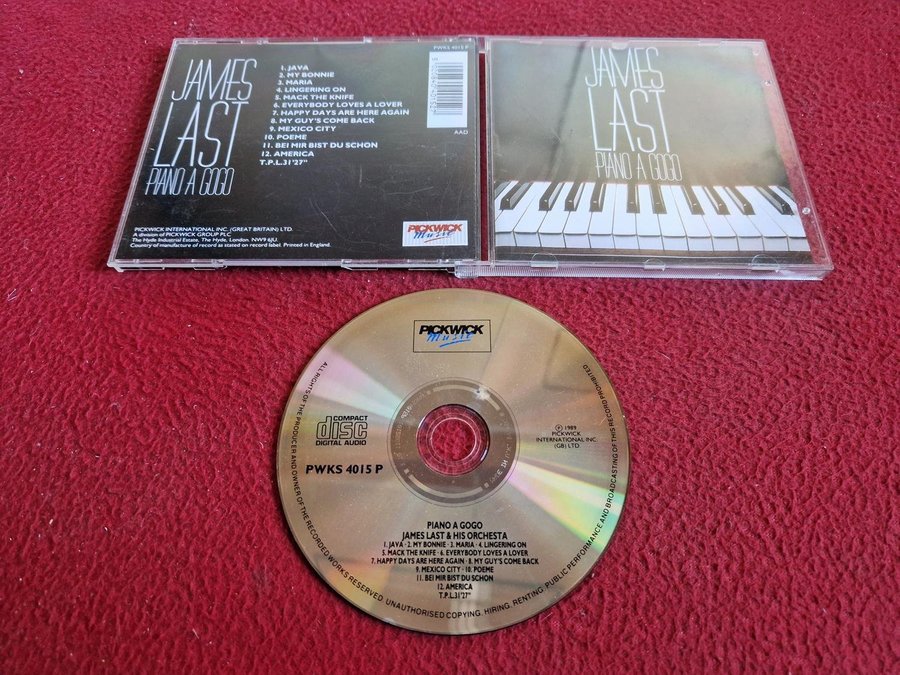 JAMES
LAST
PIANO A GOGO
PWKS 4015 P
1. JAVA
2. MY BONNIE
3. MARIA
4. LINGERING ON
5. MACK THE KNIFE
6. EVERYBODY LOVES A LOVER
7. HAPPY DAYS ARE HERE AGAIN
8. MY GUY'S COME BACK
9. MEXICO CITY
10. POEME
11. BEI MIR BIST DU SCHON
12. AMERICA
T.P.L.31'27"
AAD
PICKWICK INTERNATIONAL INC. (GREAT BRITAIN) LTD.
A division of PICKWICK GROUP PLC
The Hyde Industrial Estate, The Hyde, London. NW9 6JU.
Country of manufacture of record as stated on record label. Printed in England.
PICKWICK
Music
JAMES
LAST
PIANO A GOGO
PICKWICK
Music
COMPACT
disc
DIGITAL AUDIO
PWKS 4015 P
℗ 1989
PICKWICK
INTERNATIONAL INC.
(GB) LTD
PIANO A GOGO
JAMES LAST & HIS ORCHESTA
1. JAVA · 2. MY BONNIE · 3. MARIA · 4. LINGERING ON
5. MACK THE KNIFE · 6. EVERYBODY LOVES A LOVER
7. HAPPY DAYS ARE HERE AGAIN · 8. MY GUY'S COME BACK
9. MEXICO CITY · 10. POEME
11. BEI MIR BIST DU SCHON
12. AMERICA
T.P.L.31'27"
ALL RIGHTS OF THE PRODUCER AND OWNER OF THE RECORDED WORKS RESERVED. UNAUTHORISED COPYING, HIRING, RENTING, PUBLIC PERFORMANCE AND BROADCASTING OF THIS RECORD PROHIBITED